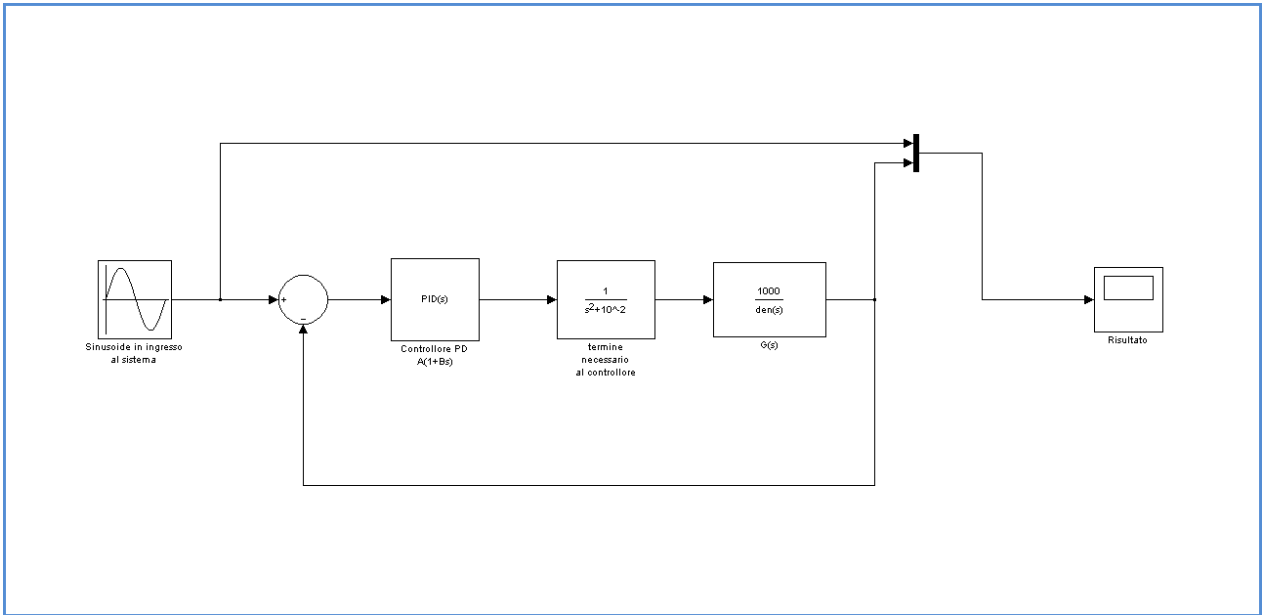 Sinusoide in ingresso
al sistema
+
−
PID(s)
Controllore PD
A(1+Bs)
1
s²+10^-2
termine
necessario
al controllore
1000
den(s)
G(s)
Risultato